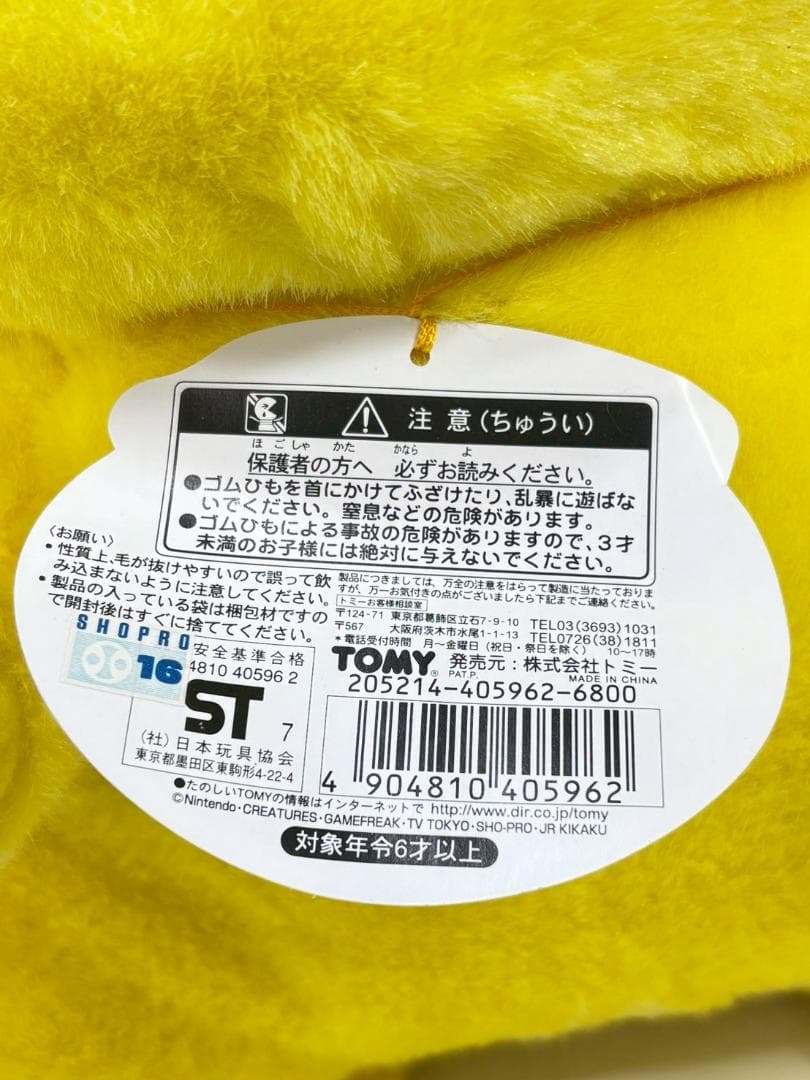 注意(ちゅうい)
ほごしゃ かた かなら よ
保護者の方へ 必ずお読みください。
●ゴムひもを首にかけてふざけたり、乱暴に遊ばな
いでください。窒息などの危険があります。
●ゴムひもによる事故の危険がありますので、3才
未満のお子様には絶対に与えないでください。
〈お願い〉
・性質上、毛が抜けやすいので誤って飲
み込まないように注意してください。
・製品の入っている袋は梱包材ですの
で開封後はすぐに捨ててください。
製品につきましては、万全の注意をはらって製造に当たっておりま
すが、万一お気付きの点がございましたら下記までご連絡ください。
トミーお客様相談室
〒124-71 東京都葛飾区立石7-9-10 TEL03(3693)1031
〒567 大阪府茨木市水尾1-1-13 TEL0726(38)1811
*電話受付時間 月〜金曜日(祝日・祭日を除く) 10〜17時
SHOPRO
16
安全基準合格
4810 40596 2
ST 7
(社)日本玩具協会
東京都墨田区東駒形4-22-4
TOMY® 発売元:株式会社トミー
PAT.P. MADE IN CHINA
205214-405962-6800
4 904810 405962
●たのしいTOMYの情報はインターネットで http://www.dir.co.jp/tomy
©Nintendo・CREATURES・GAMEFREAK・TV TOKYO・SHO-PRO・JR KIKAKU
対象年令6才以上